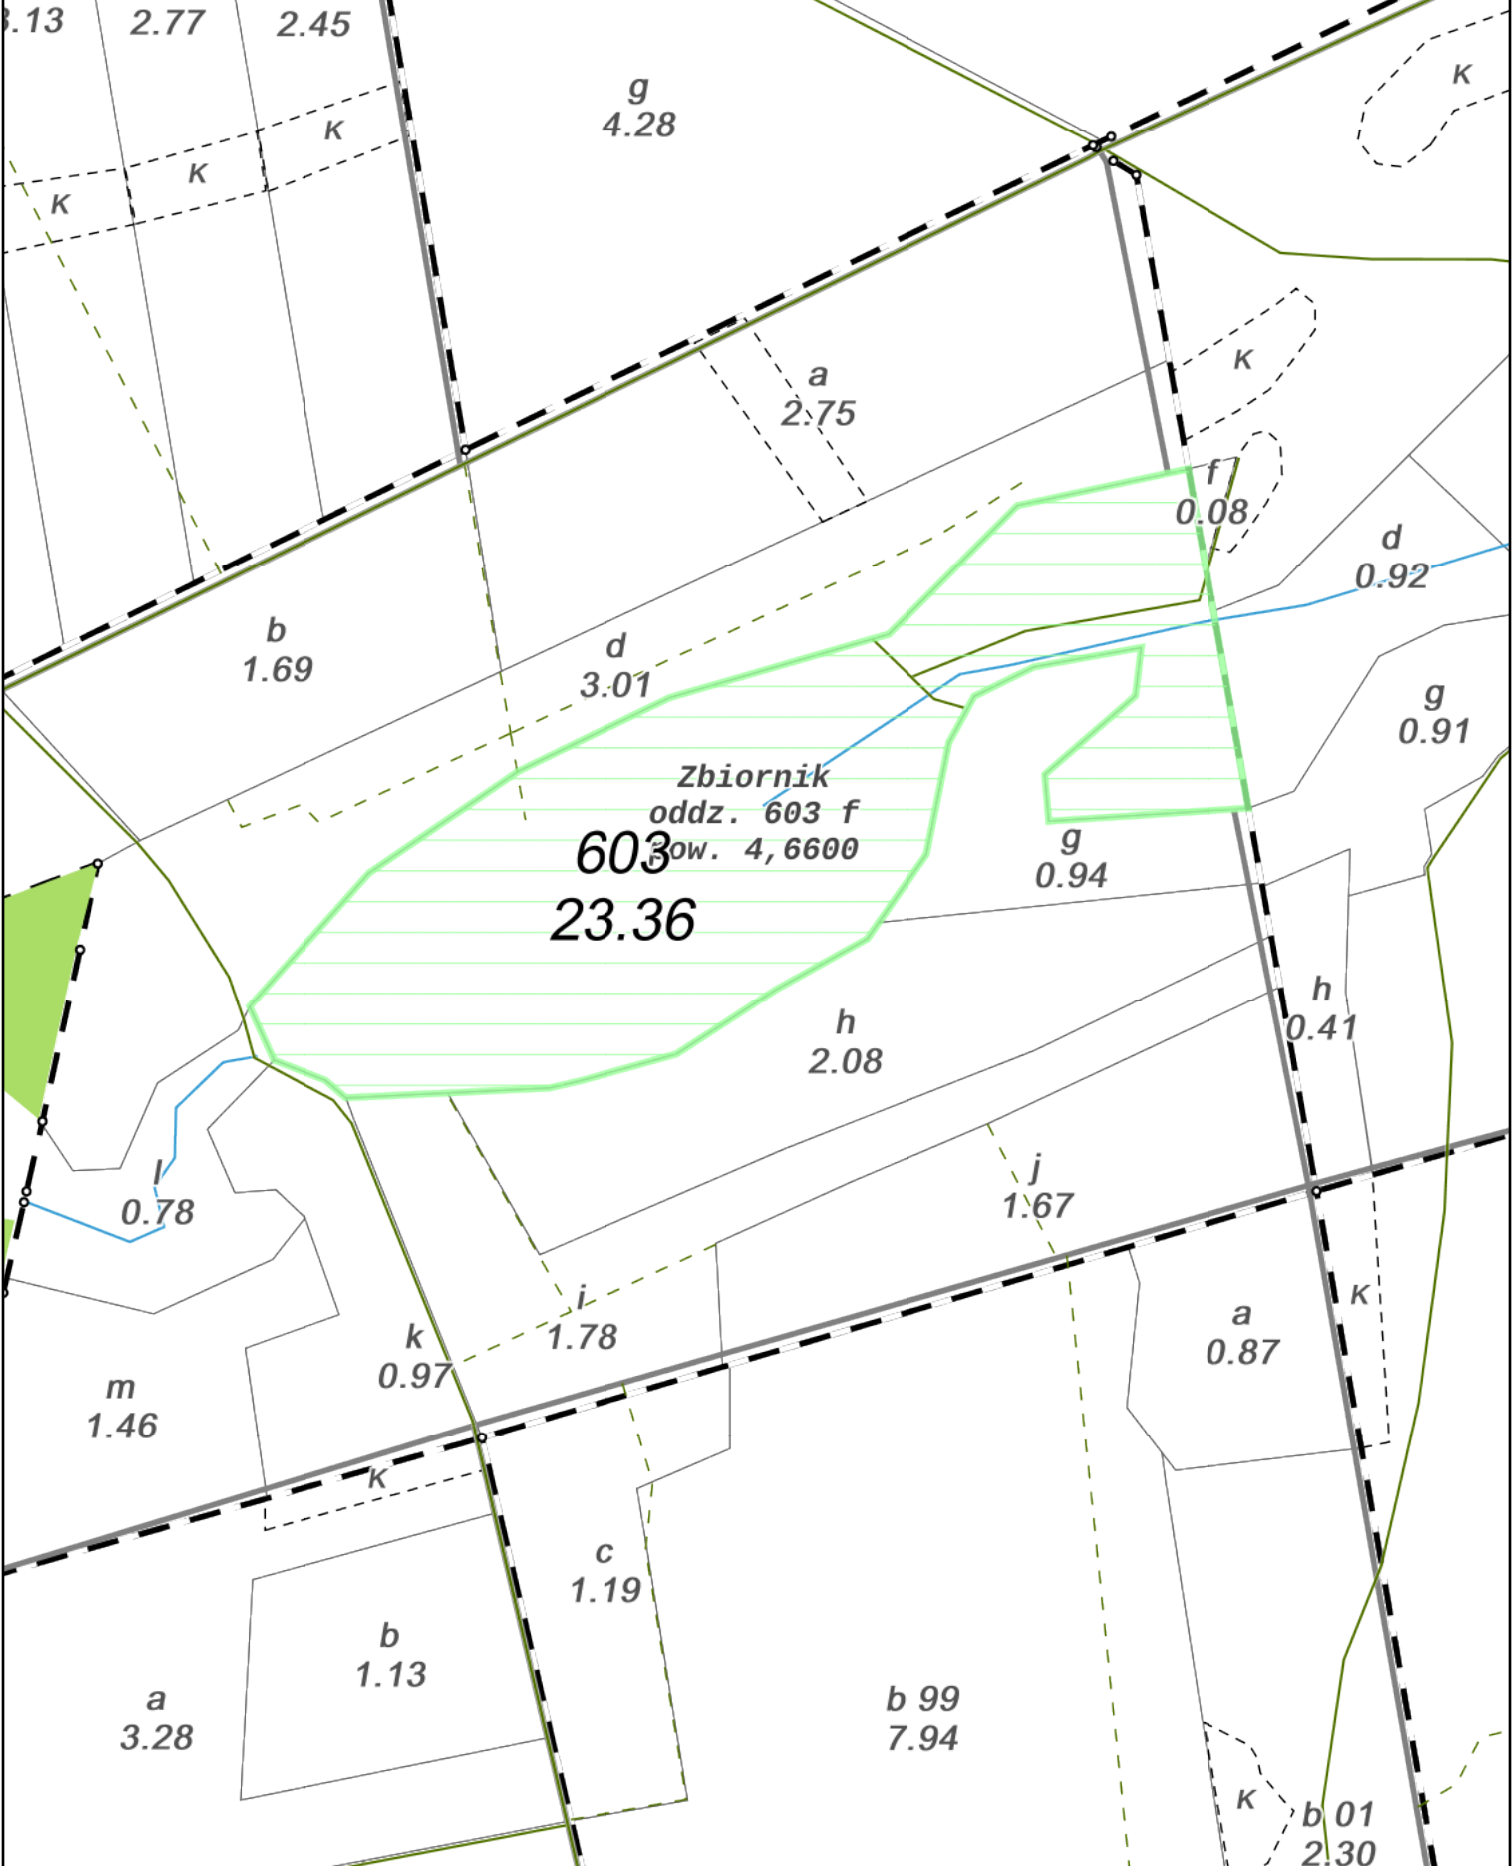 2.77
2.45
K
g
4.28
K
K
K
a
2.75
K
f
0.08
d
0.92
b
1.69
d
3.01
g
0.91
Zbiornik
oddz. 603 f
pow. 4,6600
603
23.36
g
0.94
h
2.08
h
0.41
l
0.78
j
1.67
i
1.78
k
0.97
K
a
0.87
m
1.46
K
c
1.19
b
1.13
a
3.28
b 99
7.94
K
b 01
2.30